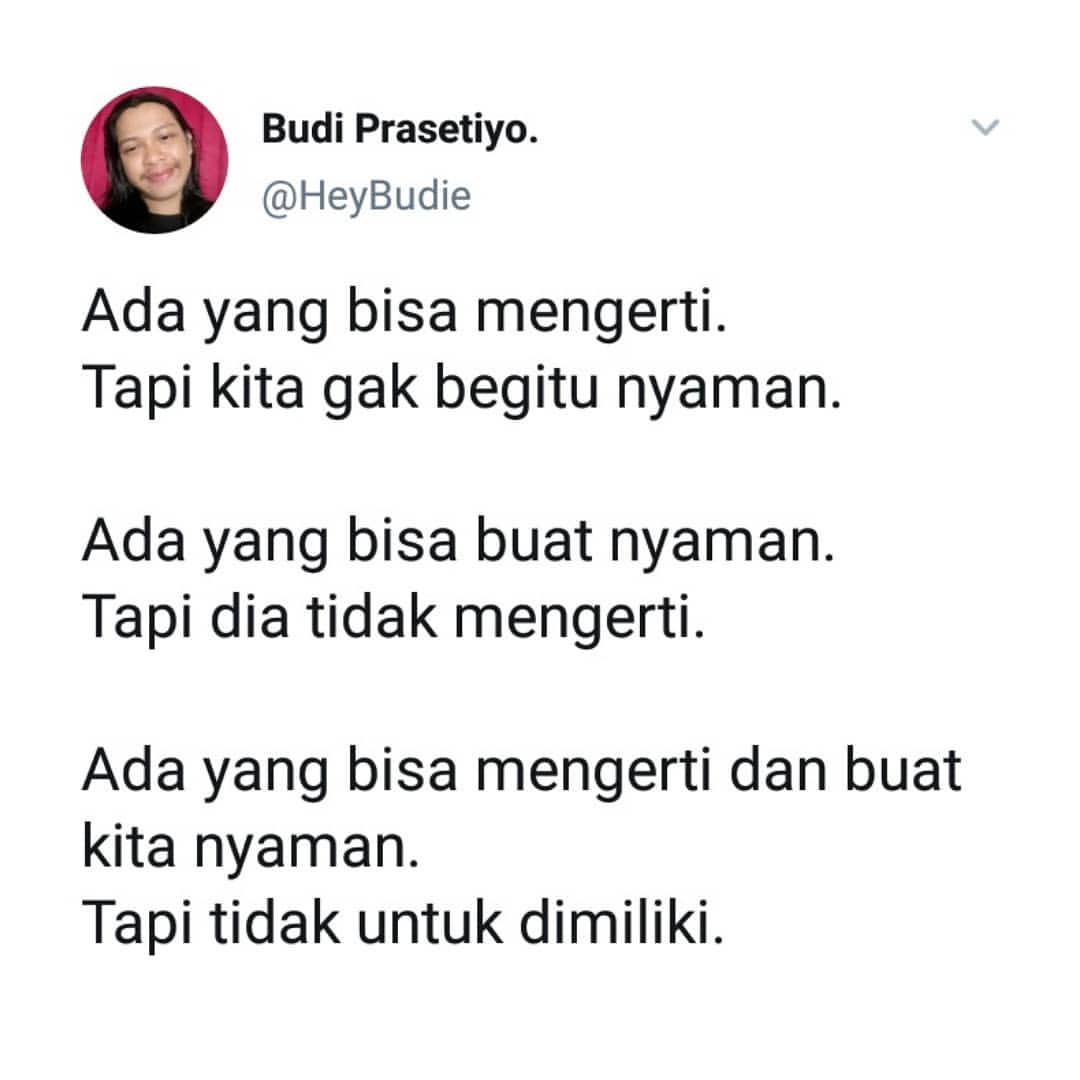 Budi Prasetiyo.
@HeyBudie
Ada yang bisa mengerti.
Tapi kita gak begitu nyaman.
Ada yang bisa buat nyaman.
Tapi dia tidak mengerti.
Ada yang bisa mengerti dan buat
kita nyaman.
Tapi tidak untuk dimiliki.